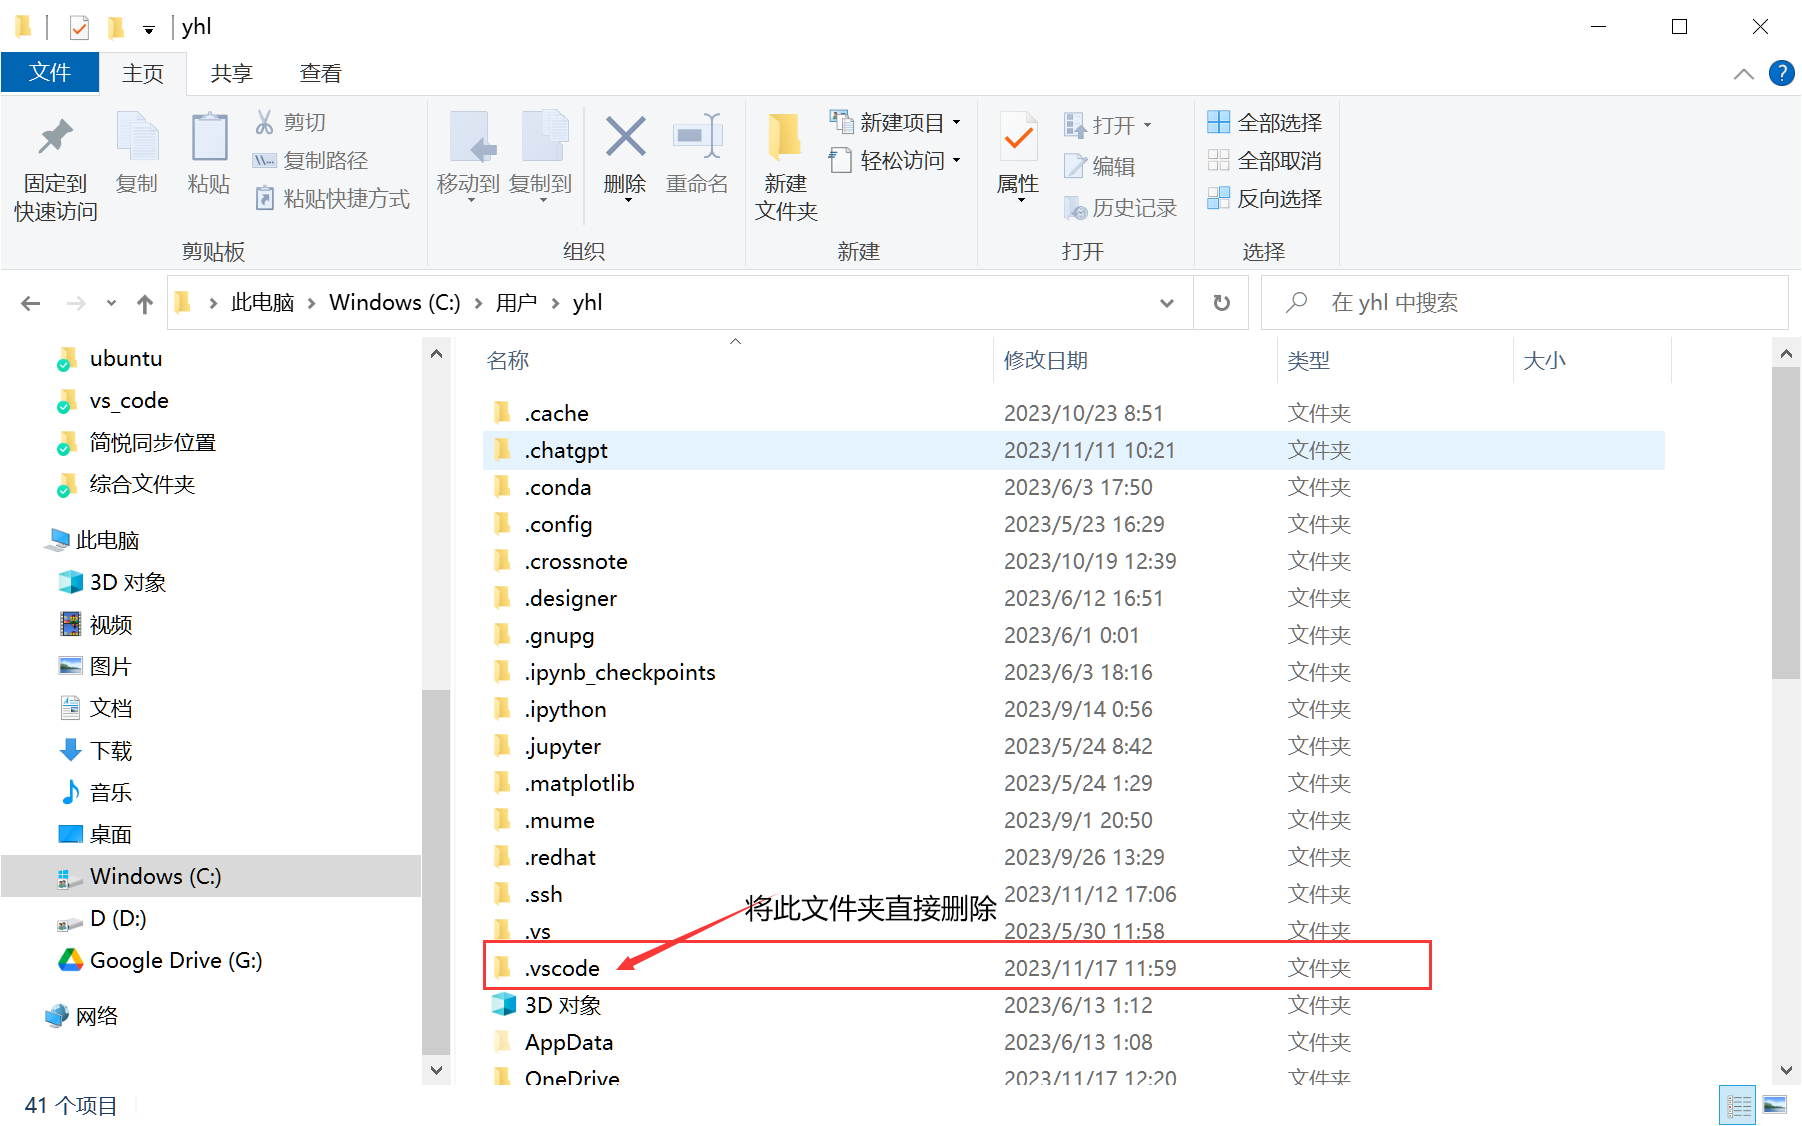 yhl
文件 主页 共享 查看
固定到
快速访问
复制
粘贴
剪切
复制路径
粘贴快捷方式
剪贴板
移动到
复制到
删除
重命名
组织
新建
文件夹
新建项目
轻松访问
新建
属性
打开
编辑
历史记录
打开
全部选择
全部取消
反向选择
选择
此电脑 › Windows (C:) › 用户 › yhl
在 yhl 中搜索
ubuntu
vs_code
简悦同步位置
综合文件夹
此电脑
3D 对象
视频
图片
文档
下载
音乐
桌面
Windows (C:)
D (D:)
Google Drive (G:)
网络
名称 修改日期 类型 大小
.cache 2023/10/23 8:51 文件夹
.chatgpt 2023/11/11 10:21 文件夹
.conda 2023/6/3 17:50 文件夹
.config 2023/5/23 16:29 文件夹
.crossnote 2023/10/19 12:39 文件夹
.designer 2023/6/12 16:51 文件夹
.gnupg 2023/6/1 0:01 文件夹
.ipynb_checkpoints 2023/6/3 18:16 文件夹
.ipython 2023/9/14 0:56 文件夹
.jupyter 2023/5/24 8:42 文件夹
.matplotlib 2023/5/24 1:29 文件夹
.mume 2023/9/1 20:50 文件夹
.redhat 2023/9/26 13:29 文件夹
.ssh 2023/11/12 17:06 文件夹
将此文件夹直接删除
.vs 2023/5/30 11:58 文件夹
.vscode 2023/11/17 11:59 文件夹
3D 对象 2023/6/13 1:12 文件夹
AppData 2023/6/13 1:08 文件夹
OneDrive 2023/11/17 12:20 文件夹
41 个项目